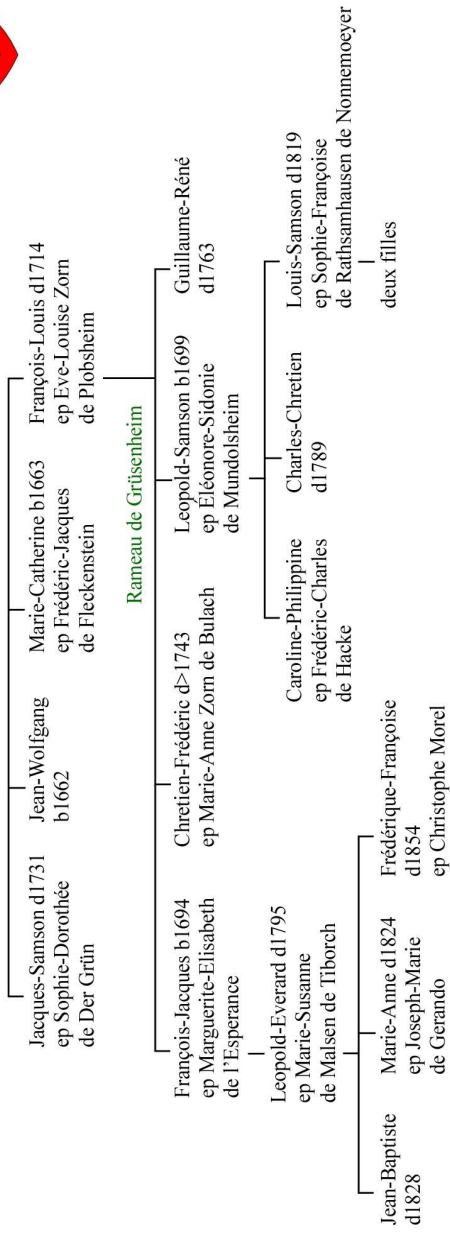 Jacques-Samson d1731
ep Sophie-Dorothée
de Der Grün
Jean-Wolfgang
b1662
Marie-Catherine b1663
ep Frédéric-Jacques
de Fleckenstein
François-Louis d1714
ep Eve-Louise Zorn
de Plobsheim
Rameau de Grüsenheim
François-Jacques b1694
ep Marguerite-Elisabeth
de l'Esperance
Chretien-Frédéric d>1743
ep Marie-Anne Zorn de Bulach
Leopold-Samson b1699
ep Éléonore-Sidonie
de Mundolsheim
Guillaume-Réné
d1763
Leopold-Everard d1795
ep Marie-Susanne
de Malsen de Tiborch
Caroline-Philippine
ep Frédéric-Charles
de Hacke
Charles-Chretien
d1789
Louis-Samson d1819
ep Sophie-Françoise
de Rathsamhausen de Nonnemoeyer
Jean-Baptiste
d1828
Marie-Anne d1824
ep Joseph-Marie
de Gerando
Frédérique-Françoise
d1854
ep Christophe Morel
deux filles